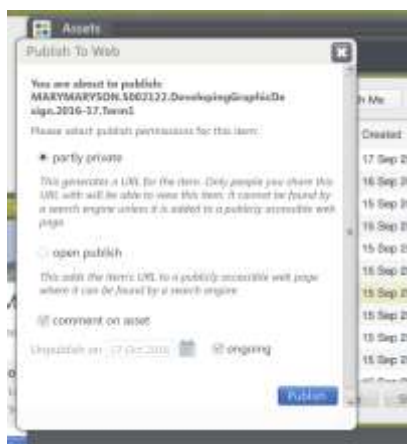 Assets
Publish To Web
You are about to publish:
MARYMARYSON.S002122.DevelopingGraphicDe
sign.2016-17.Term1
Please select publish permissions for this item:
partly private
This generates a URL for the item. Only people you share this
URL with will be able to view this item. It cannot be found by
a search engine unless it is added to a publicly accessible web
page.
open publish
This adds the item's URL to a publicly accessible web page
where it can be found by a search engine
comment on asset
Unpublish on 17 Oct 2016 ongoing
Publish
h Me
Created
17 Sep 2
16 Sep 2
15 Sep 2
15 Sep 2
15 Sep 2
15 Sep 2
15 Sep 2
15 Sep 2
15 Sep 2